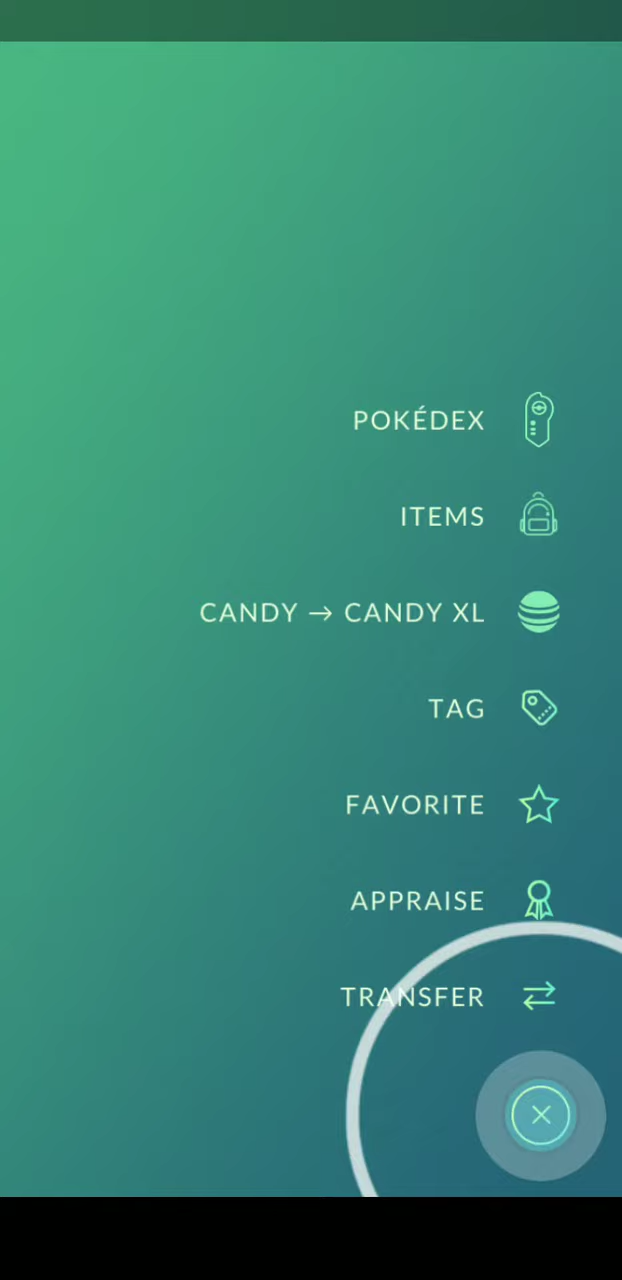 POKÉDEX
ITEMS
CANDY → CANDY XL
TAG
FAVORITE
APPRAISE
TRANSFER